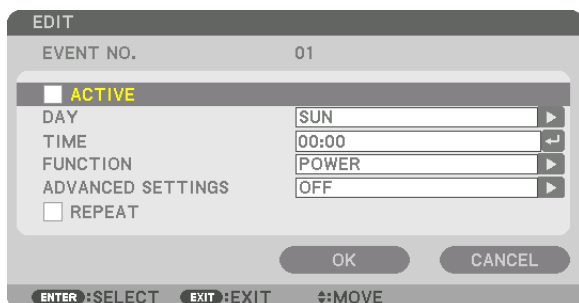 EDIT
EVENT NO. 01
ACTIVE
DAY SUN
TIME 00:00
FUNCTION POWER
ADVANCED SETTINGS OFF
REPEAT
OK CANCEL
ENTER :SELECT EXIT :EXIT :MOVE